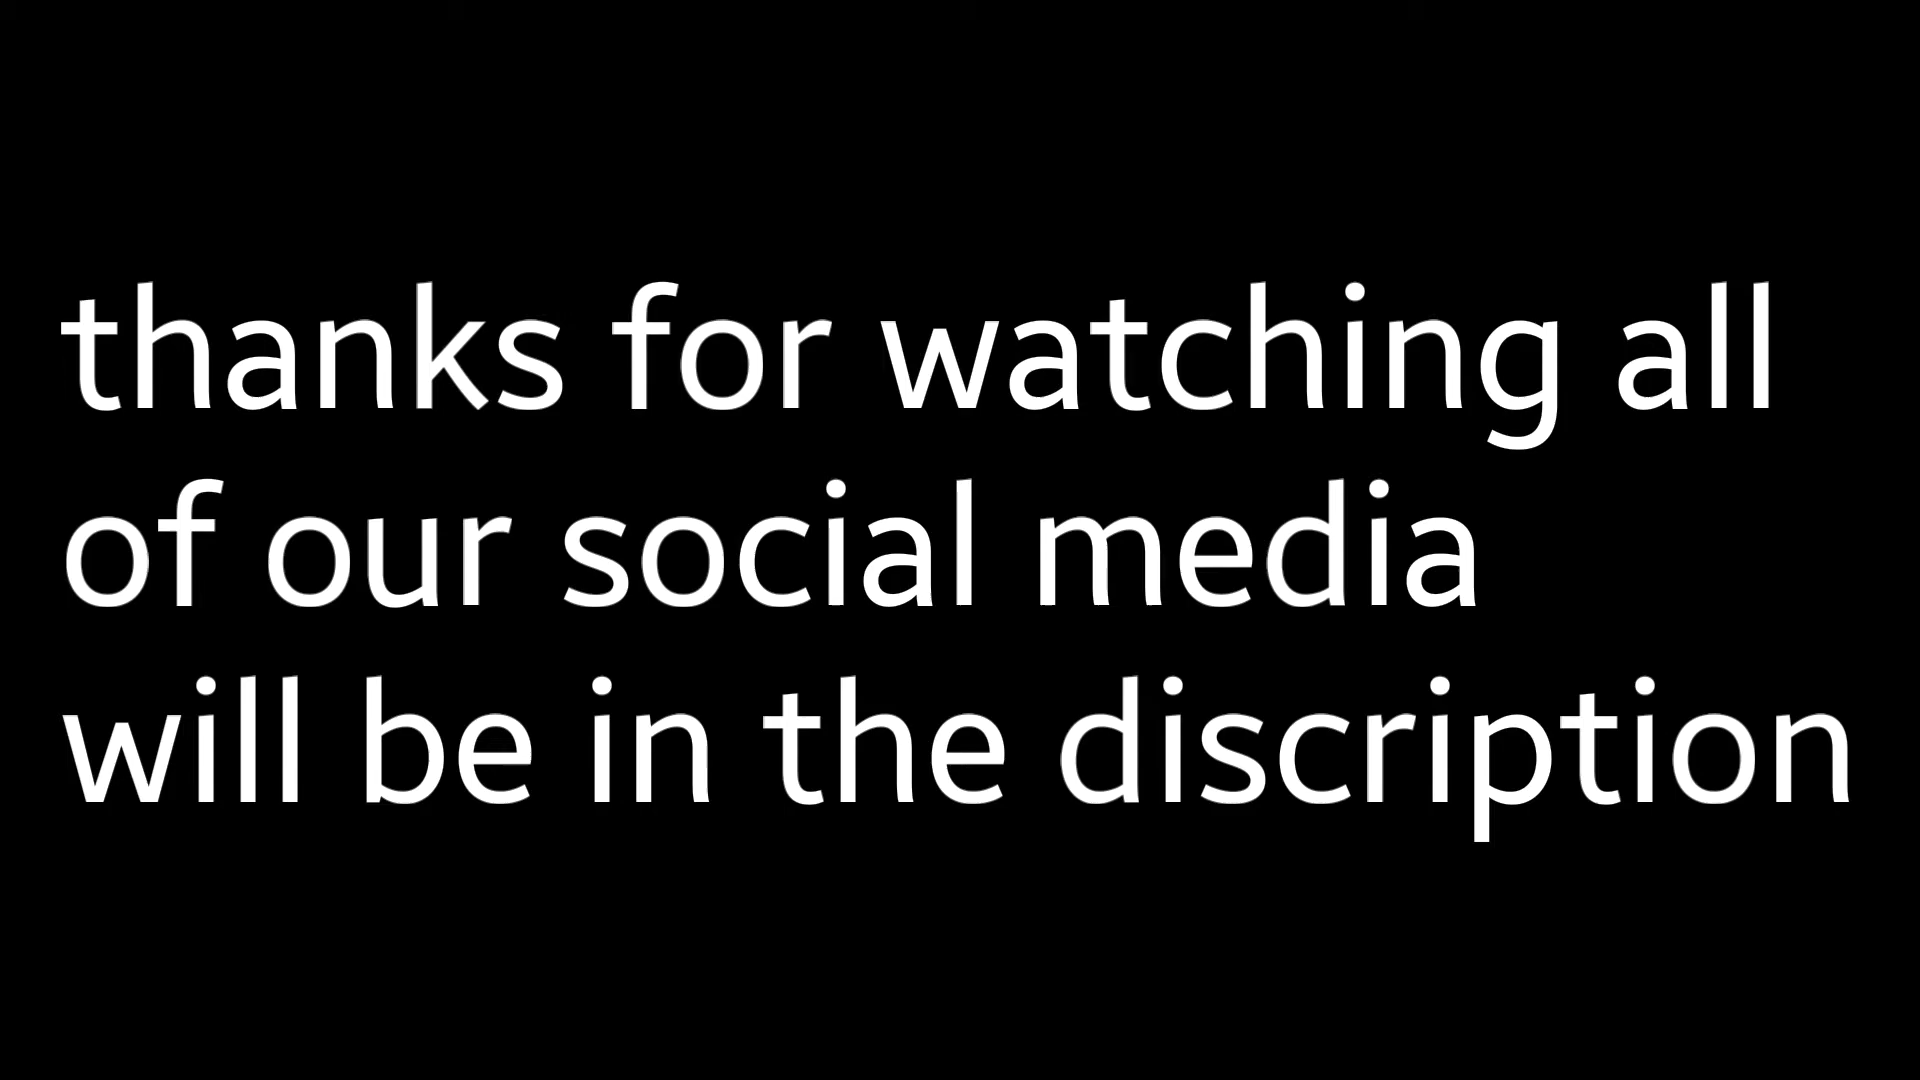 thanks for watching all
of our social media
will be in the discription